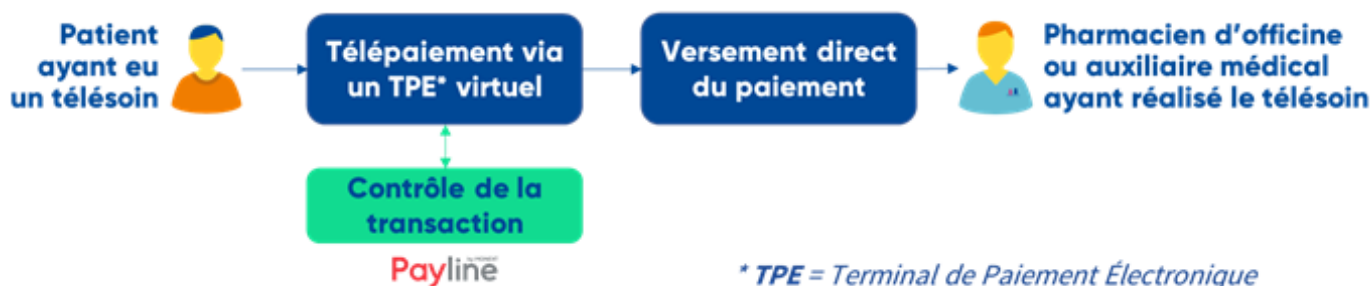 Patient
ayant eu
un télésoin
Télépaiement via
un TPE* virtuel
Versement direct
du paiement
Pharmacien d'officine
ou auxiliaire médical
ayant réalisé le télésoin
Contrôle de la
transaction
Payline
* TPE = Terminal de Paiement Électronique